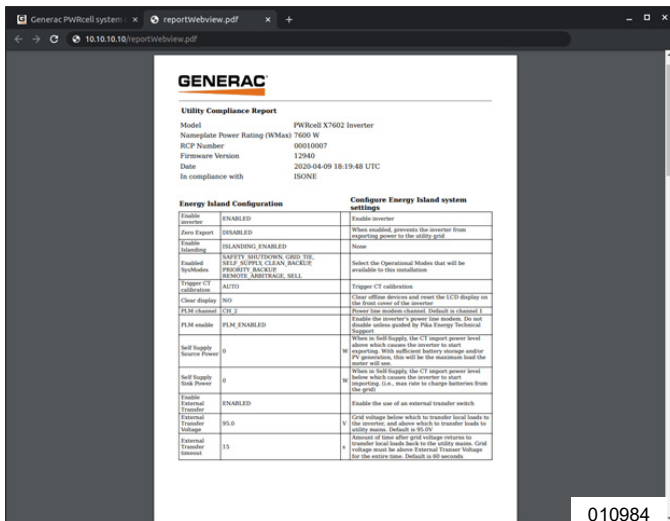 Generac PWRcell system
reportWebview.pdf
10.10.10.10/reportWebview.pdf
GENERAC
Utility Compliance Report
Model PWRcell X7602 Inverter
Nameplate Power Rating (WMax) 7600 W
RCP Number 00010007
Firmware Version 12940
Date 2020-04-09 18:19:48 UTC
In compliance with ISONE
Energy Island Configuration
Configure Energy Island system
settings
Enable
inverter
ENABLED
Enable inverter
Zero Export
DISABLED
When enabled, prevents the inverter from
exporting power to the utility grid
Enable
Islanding
ISLANDING_ENABLED
None
Enabled
SysModes
SAFETY_SHUTDOWN, GRID_TIE,
SELF_SUPPLY, CLEAN_BACKUP,
PRIORITY_BACKUP,
REMOTE_ARBITRAGE, SELL
Select the Operational Modes that will be
available to this installation
Trigger CT
calibration
AUTO
Trigger CT calibration
Clear display
NO
Clear offline devices and reset the LCD display on
the front cover of the inverter
PLM channel
CH_2
Power line modem channel. Default is channel 1
PLM enable
PLM_ENABLED
Enable the inverter's power line modem. Do not
disable unless guided by Pika Energy Technical
Support
Self Supply
Source Power
0
W
When in Self-Supply, the CT import power level
above which causes the inverter to start
exporting. With sufficient battery storage and/or
PV generation, this will be the maximum load the
meter will see.
Self Supply
Sink Power
0
W
When in Self-Supply, the CT import power level
below which causes the inverter to start
importing. (i.e., max rate to charge batteries from
the grid)
Enable
External
Transfer
ENABLED
Enable the use of an external transfer switch
External
Transfer
Voltage
95.0
V
Grid voltage below which to transfer local loads to
the inverter, and above which to transfer loads to
utility mains. Default is 95.0V
External
Transfer
timeout
15
s
Amount of time after grid voltage returns to
transfer local loads back to the utility mains. Grid
voltage must be above External Transer Voltage
for the entire time. Default is 60 seconds
010984